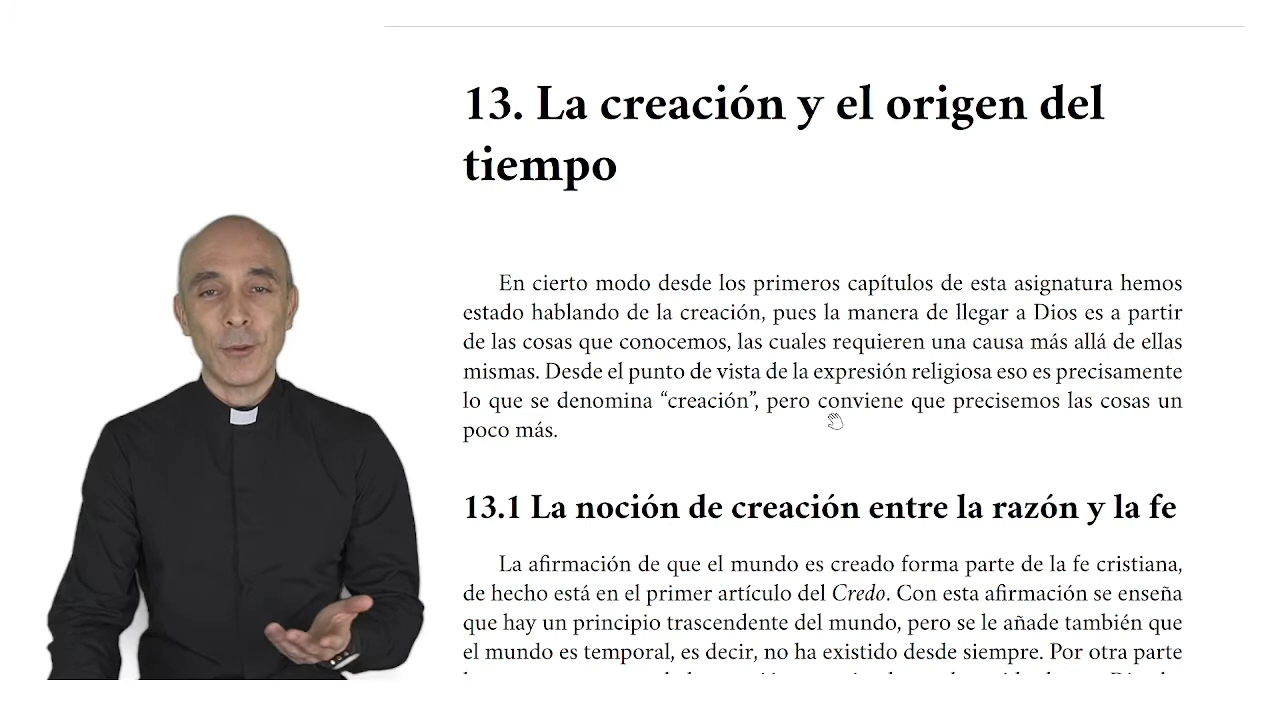 13. La creación y el origen del
tiempo
En cierto modo desde los primeros capítulos de esta asignatura hemos
estado hablando de la creación, pues la manera de llegar a Dios es a partir
de las cosas que conocemos, las cuales requieren una causa más allá de ellas
mismas. Desde el punto de vista de la expresión religiosa eso es precisamente
lo que se denomina “creación”, pero conviene que precisemos las cosas un
poco más.
13.1 La noción de creación entre la razón y la fe
La afirmación de que el mundo es creado forma parte de la fe cristiana,
de hecho está en el primer artículo del Credo. Con esta afirmación se enseña
que hay un principio trascendente del mundo, pero se le añade también que
el mundo es temporal, es decir, no ha existido desde siempre. Por otra parte